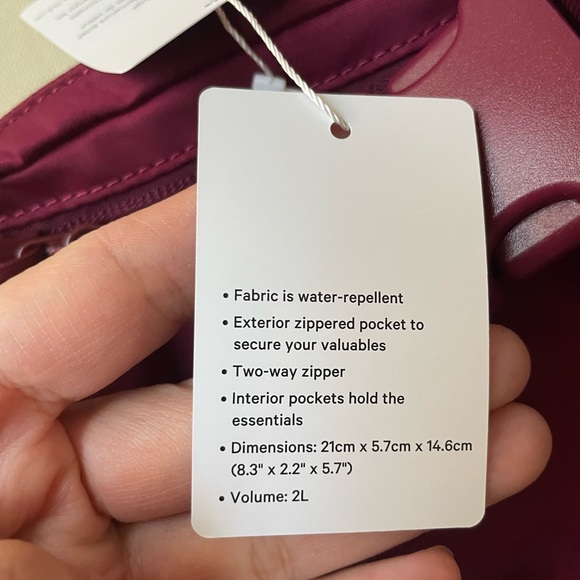 • Fabric is water-repellent
• Exterior zippered pocket to
secure your valuables
• Two-way zipper
• Interior pockets hold the
essentials
• Dimensions: 21cm x 5.7cm x 14.6cm
(8.3" x 2.2" x 5.7")
• Volume: 2L